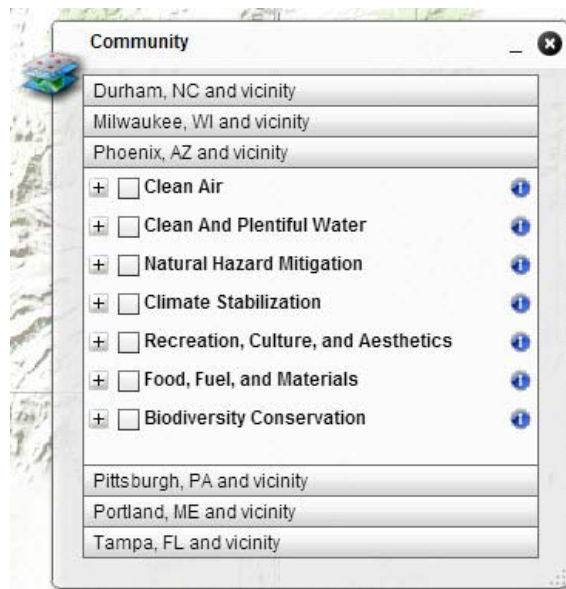 Community
Durham, NC and vicinity
Milwaukee, WI and vicinity
Phoenix, AZ and vicinity
Clean Air
Clean And Plentiful Water
Natural Hazard Mitigation
Climate Stabilization
Recreation, Culture, and Aesthetics
Food, Fuel, and Materials
Biodiversity Conservation
Pittsburgh, PA and vicinity
Portland, ME and vicinity
Tampa, FL and vicinity